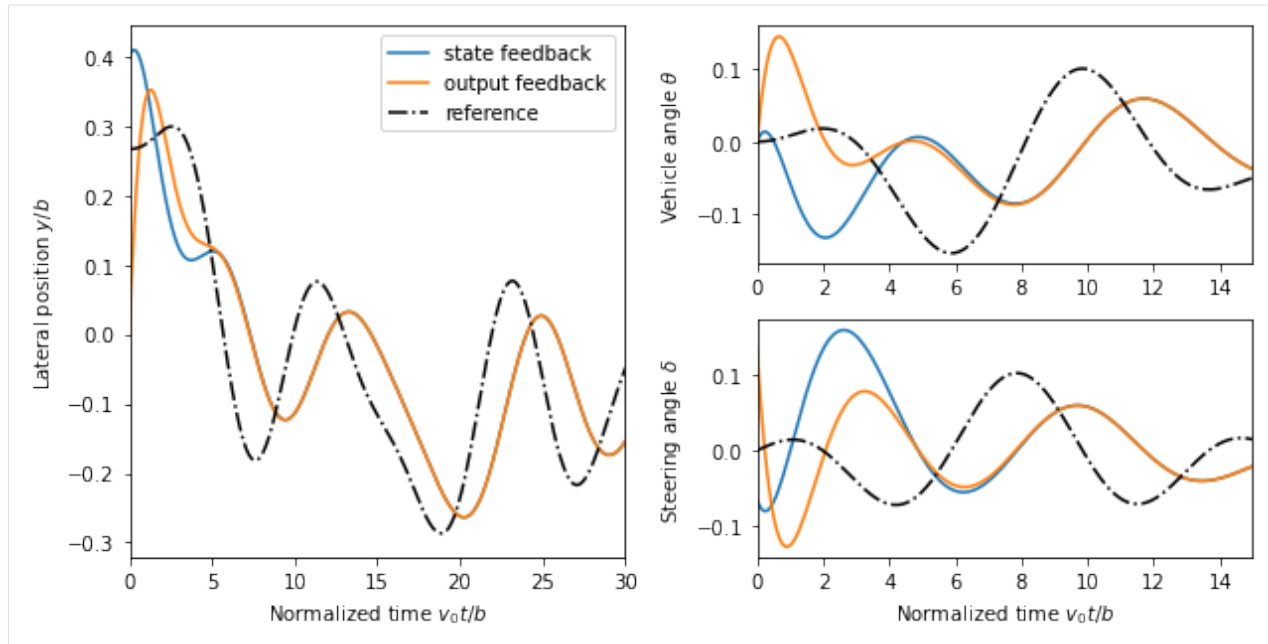 0.4
0.3
0.2
0.1
0.0
−0.1
−0.2
−0.3
Lateral position y/b
state feedback
output feedback
reference
0 5 10 15 20 25 30
Normalized time v₀t/b
0.1
0.0
−0.1
Vehicle angle θ
0 2 4 6 8 10 12 14
0.1
0.0
−0.1
Steering angle δ
0 2 4 6 8 10 12 14
Normalized time v₀t/b